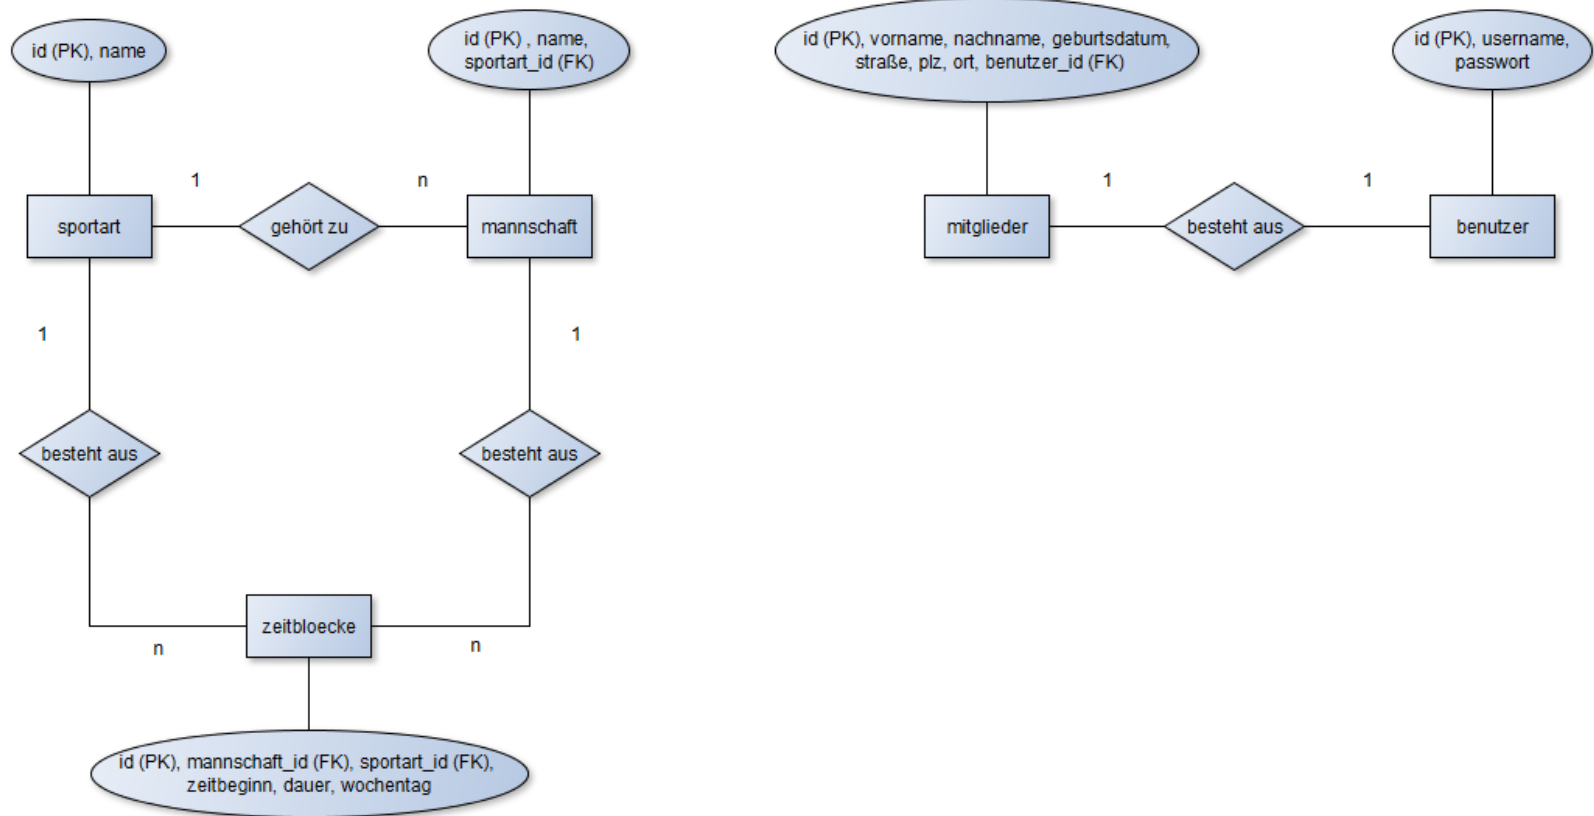 id (PK), name
id (PK) , name,
sportart_id (FK)
id (PK), vorname, nachname, geburtsdatum,
straße, plz, ort, benutzer_id (FK)
id (PK), username,
passwort
1
n
1
1
sportart
gehört zu
mannschaft
mitglieder
besteht aus
benutzer
1
1
besteht aus
besteht aus
zeitbloecke
n
n
id (PK), mannschaft_id (FK), sportart_id (FK),
zeitbeginn, dauer, wochentag